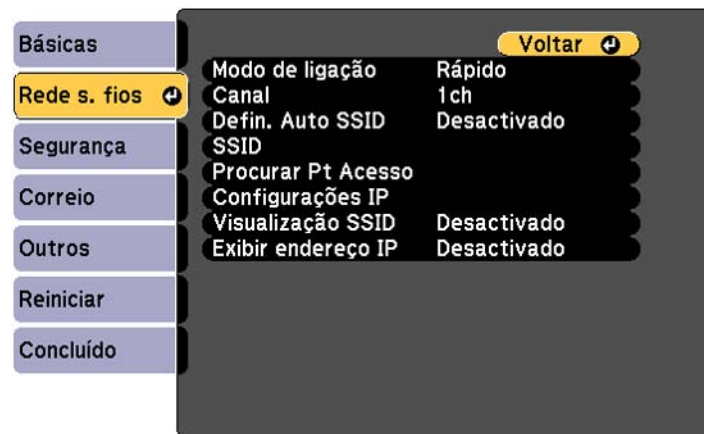 Básicas
Rede s. fios
Segurança
Correio
Outros
Reiniciar
Concluído
Voltar
Modo de ligação Rápido
Canal 1ch
Defin. Auto SSID Desactivado
SSID
Procurar Pt Acesso
Configurações IP
Visualização SSID Desactivado
Exibir endereço IP Desactivado